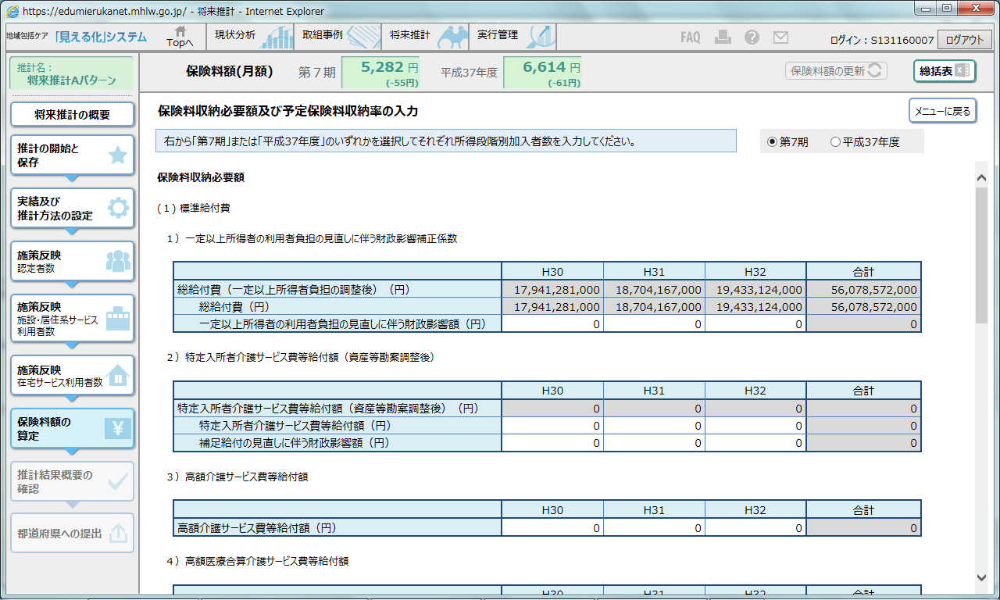 https://edumierukanet.mhlw.go.jp/ - 将来推計 - Internet Explorer
地域包括ケア 「見える化」システム
Topへ
現状分析
取組事例
将来推計
実行管理
FAQ
ログイン：S131160007
ログアウト
推計名：
将来推計Aパターン
保険料額(月額)
第７期
5,282 円
(-55円)
平成37年度
6,614 円
(-61円)
保険料額の更新
総括表
将来推計の概要
推計の開始と
保存
実績及び
推計方法の設定
施策反映
認定者数
施策反映
施設・居住系サービス
利用者数
施策反映
在宅サービス利用者数
保険料額の
算定
推計結果概要の
確認
都道府県への提出
保険料収納必要額及び予定保険料収納率の入力
メニューに戻る
右から「第7期」または「平成37年度」のいずれかを選択してそれぞれ所得段階別加入者数を入力してください。
第7期
平成37年度
保険料収納必要額
(１) 標準給付費
１）一定以上所得者の利用者負担の見直しに伴う財政影響補正係数
H30 H31 H32 合計
総給付費（一定以上所得者負担の調整後）（円） 17,941,281,000 18,704,167,000 19,433,124,000 56,078,572,000
総給付費（円） 17,941,281,000 18,704,167,000 19,433,124,000 56,078,572,000
一定以上所得者の利用者負担の見直しに伴う財政影響額（円） 0 0 0 0
２）特定入所者介護サービス費等給付額（資産等勘案調整後）
H30 H31 H32 合計
特定入所者介護サービス費等給付額（資産等勘案調整後）（円） 0 0 0 0
特定入所者介護サービス費等給付額（円） 0 0 0 0
補足給付の見直しに伴う財政影響額（円） 0 0 0 0
３）高額介護サービス費等給付額
H30 H31 H32 合計
高額介護サービス費等給付額（円） 0 0 0 0
４）高額医療合算介護サービス費等給付額
H30 H31 H32 合計